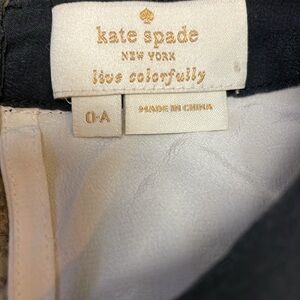 kate spade
NEW YORK
live colorfully
0-A
MADE IN CHINA